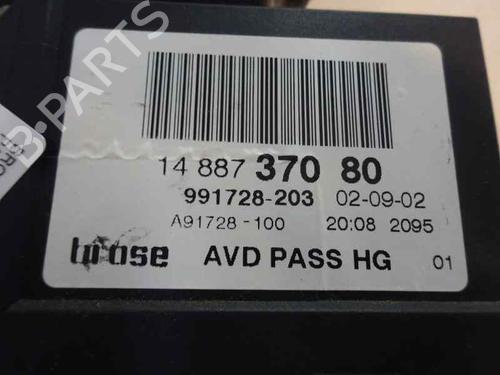 B-PARTS
14 887 370 80
991728-203 02-09-02
A91728-100 20:08 2095
brose AVD PASS HG 01